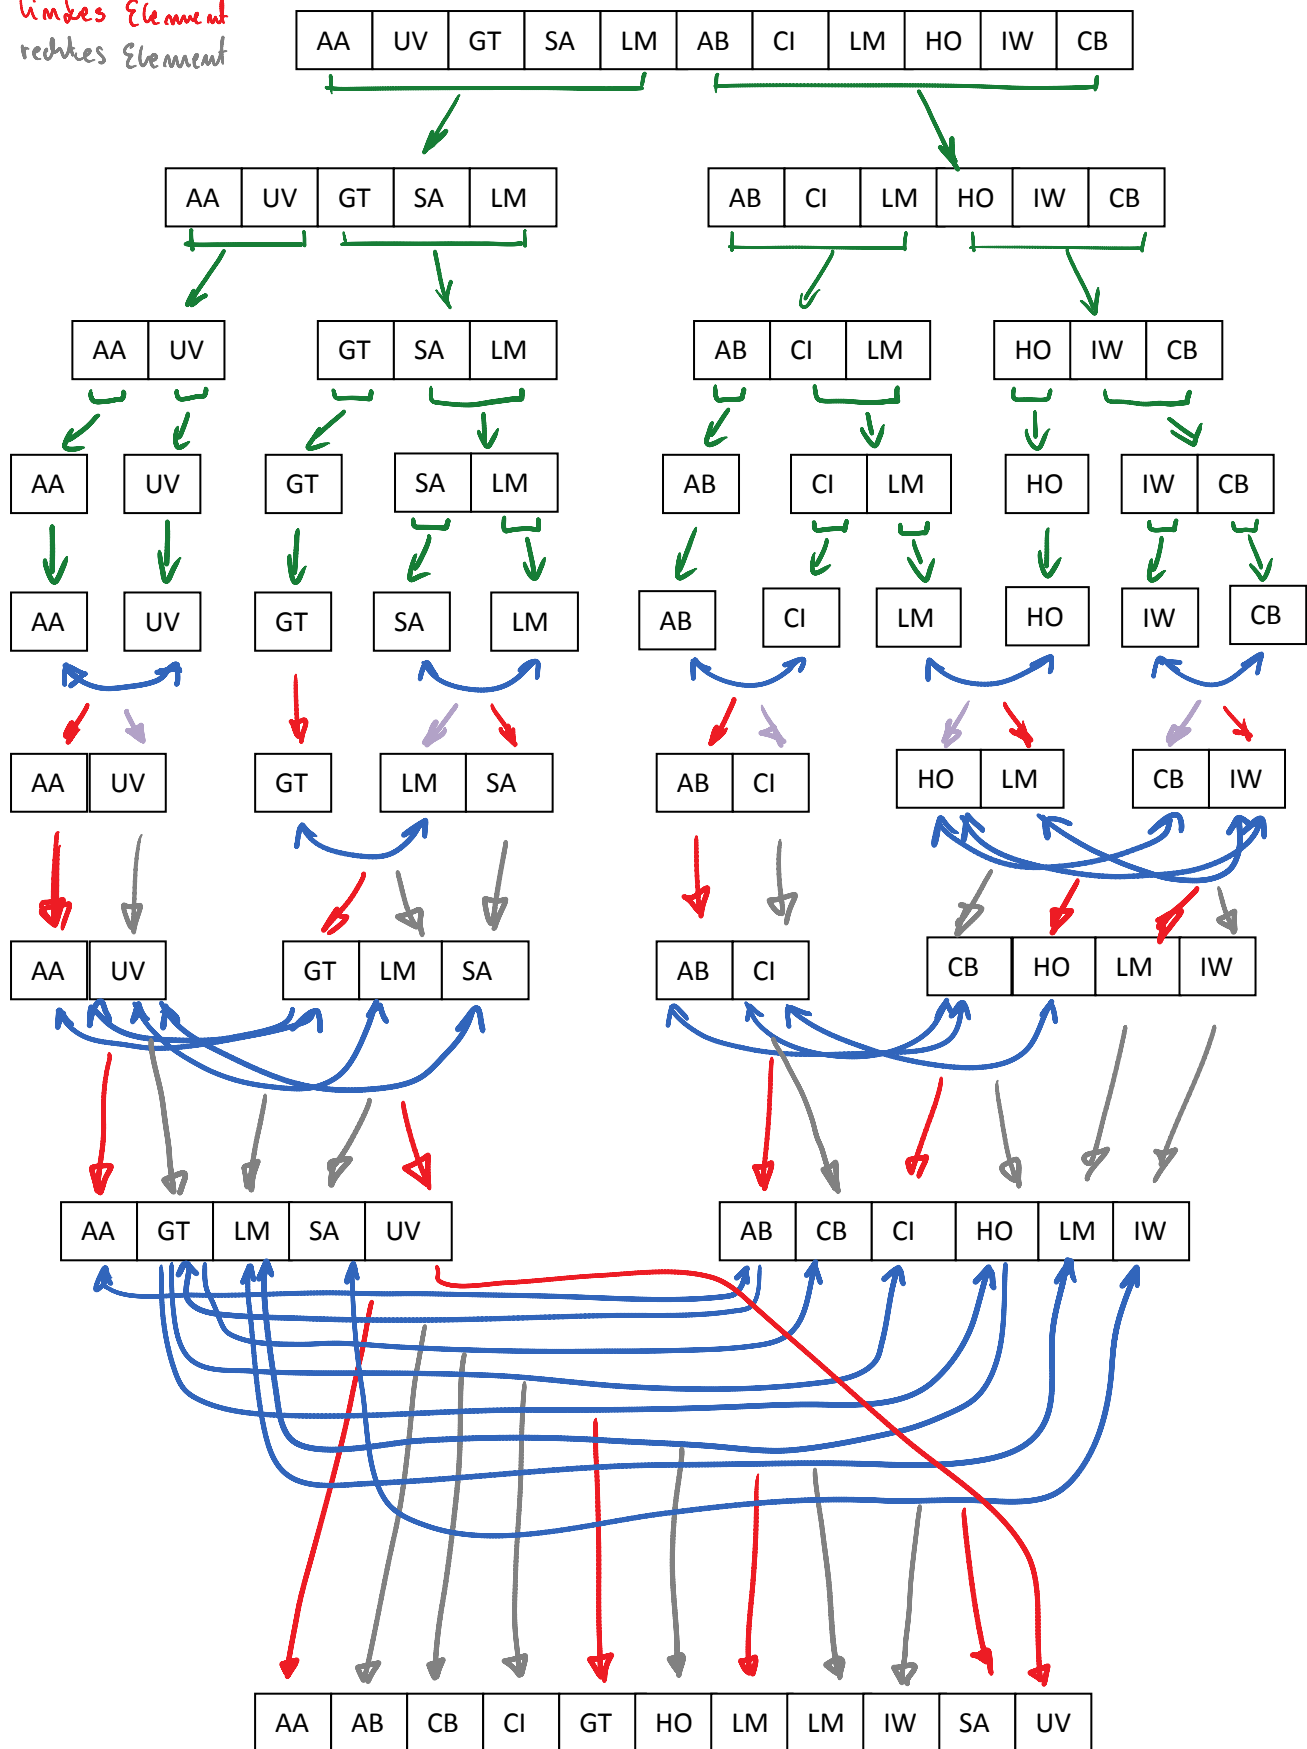 linkes Element
rechtes Element
AA UV GT SA LM AB CI LM HO IW CB
AA UV GT SA LM AB CI LM HO IW CB
AA UV GT SA LM AB CI LM HO IW CB
AA UV GT SA LM AB CI LM HO IW CB
AA UV GT SA LM AB CI LM HO IW CB
AA UV GT LM SA AB CI HO LM CB IW
AA UV GT LM SA AB CI CB HO LM IW
AA GT LM SA UV AB CB CI HO LM IW
AA AB CB CI GT HO LM LM IW SA UV